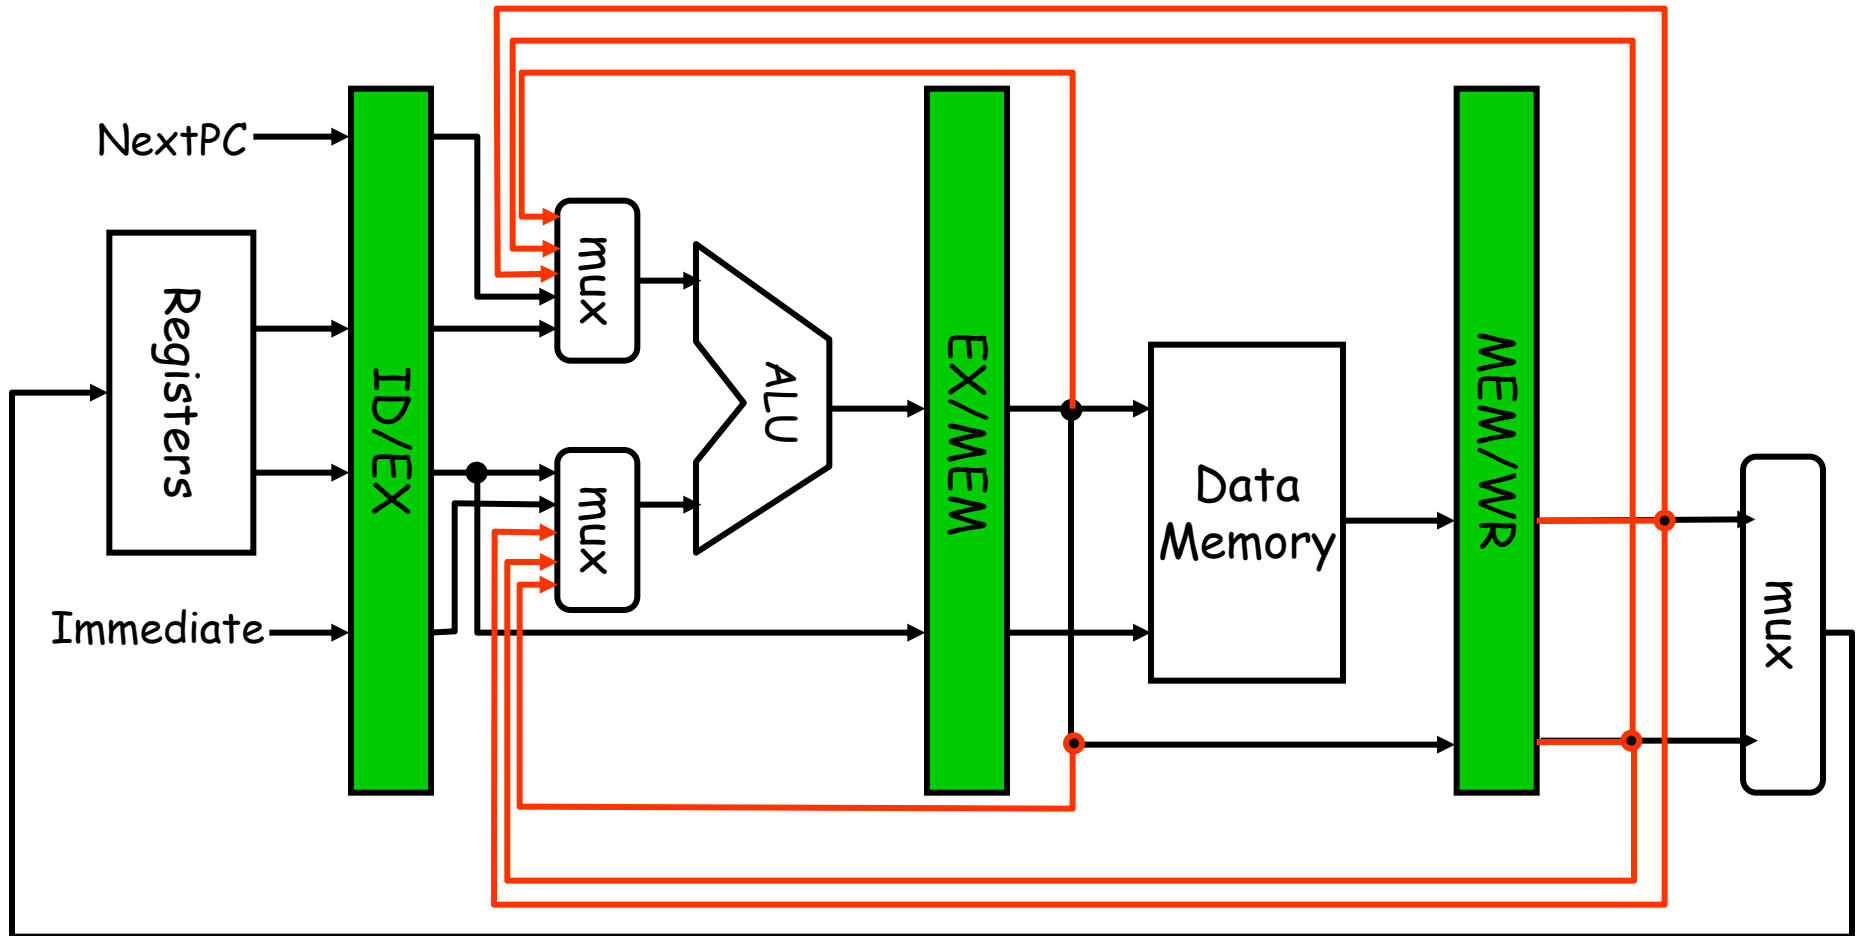 NextPC
Registers
Immediate
ID/EX
mux
mux
ALU
EX/MEM
Data
Memory
MEM/WR
mux